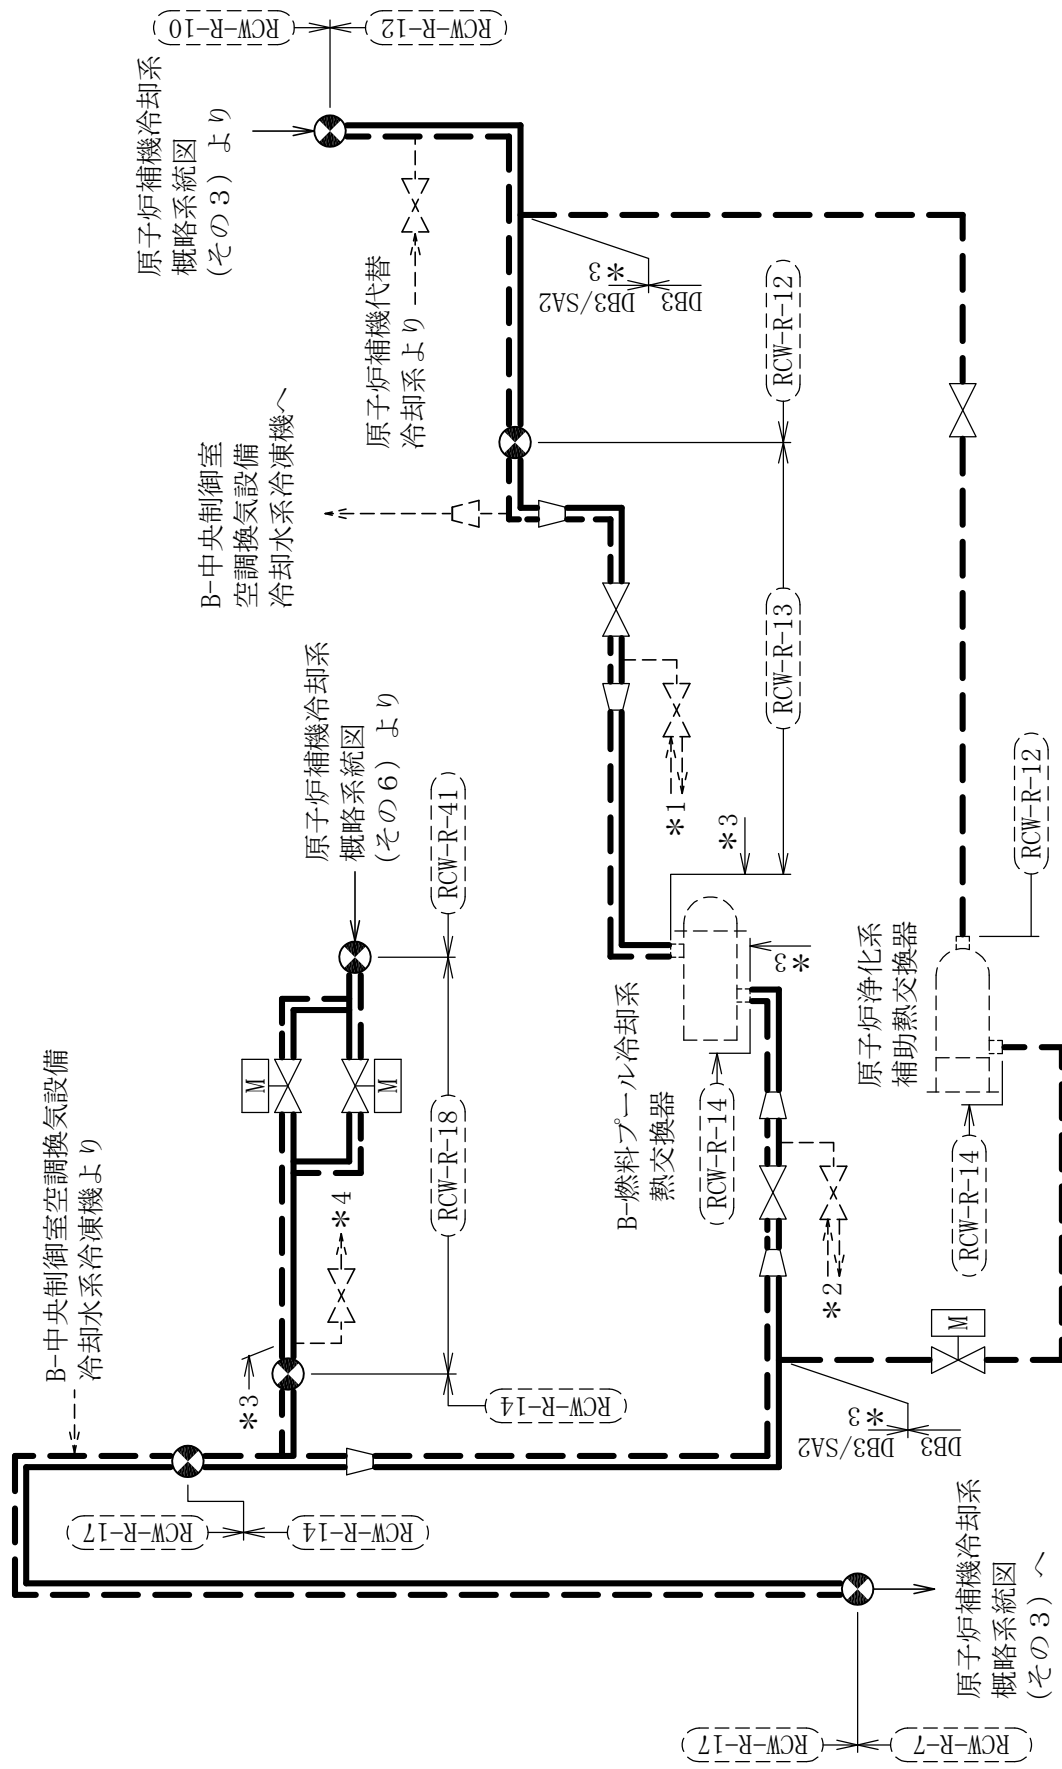 RCW-R-10
RCW-R-12
原子炉補機冷却系
概略系統図
(その3) より
原子炉補機代替
冷却系より
DB3/SA2
*3
DB3
RCW-R-12
B-中央制御室
空調換気設備
冷却水系冷凍機へ
RCW-R-13
*1
*3
原子炉補機冷却系
概略系統図
(その6) より
RCW-R-41
RCW-R-18
M
M
*4
*3
RCW-R-14
B-中央制御室空調換気設備
冷却水系冷凍機より
RCW-R-17
RCW-R-14
B-燃料プール冷却系
熱交換器
*3
RCW-R-14
*2
原子炉浄化系
補助熱交換器
RCW-R-12
RCW-R-14
M
DB3/SA2
*3
DB3
原子炉補機冷却系
概略系統図
(その3) へ
RCW-R-17
RCW-R-7